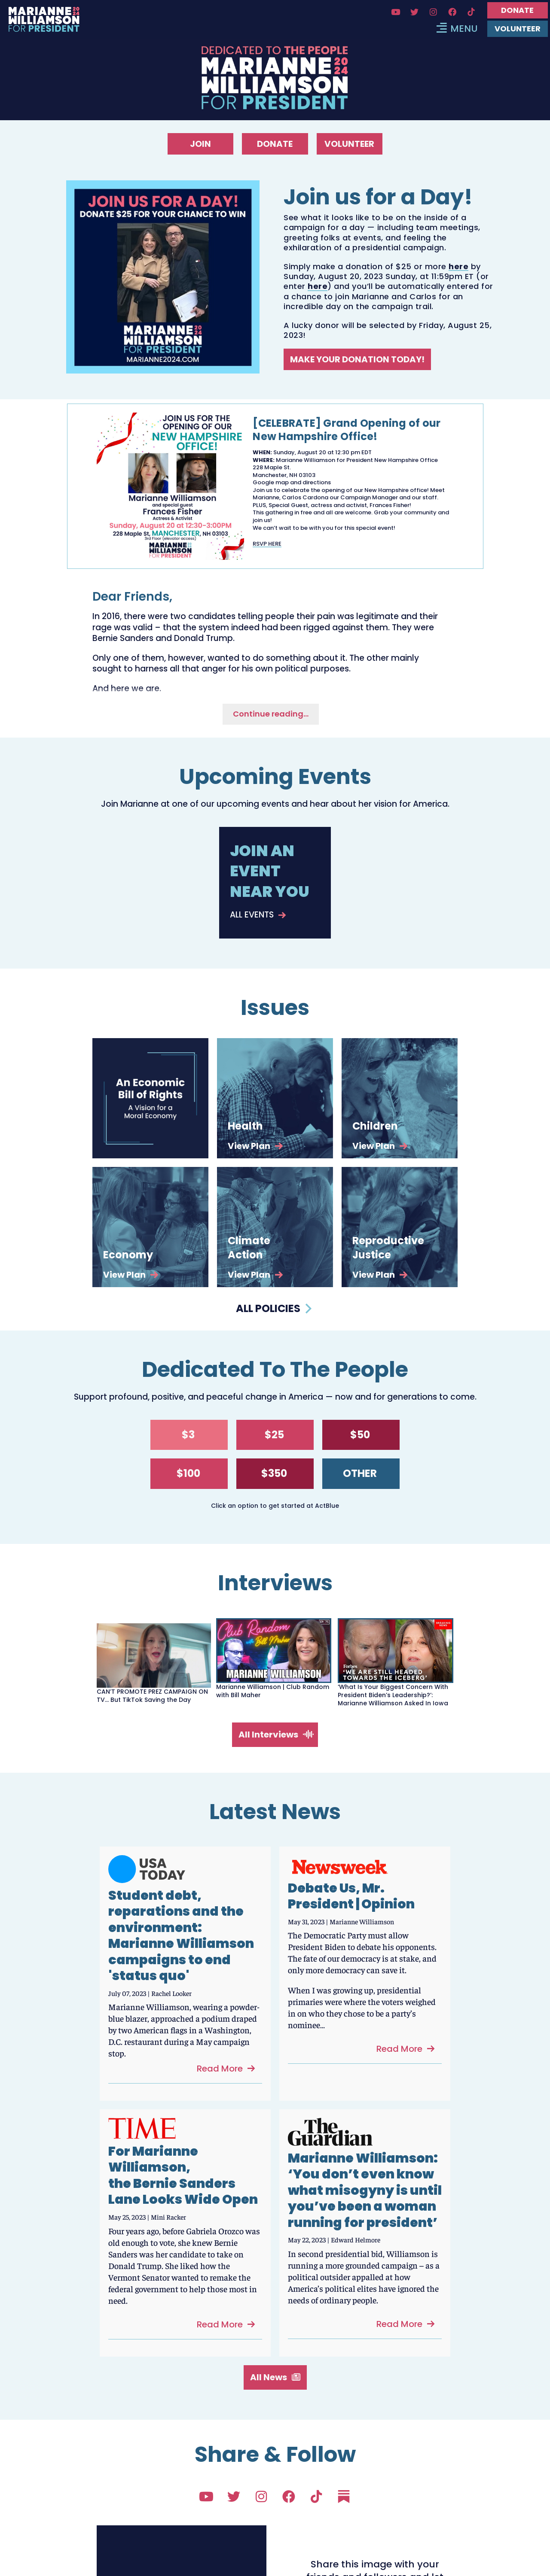 MARIANNE
WILLIAMSON
FOR PRESIDENT
DONATE
MENU
VOLUNTEER
DEDICATED TO THE PEOPLE
MARIANNE 2024
WILLIAMSON
FOR PRESIDENT
JOIN
DONATE
VOLUNTEER
JOIN US FOR A DAY!
DONATE $25 FOR YOUR CHANCE TO WIN
MARIANNE 2024
WILLIAMSON
FOR PRESIDENT
MARIANNE2024.COM
Join us for a Day!
See what it looks like to be on the inside of a
campaign for a day — including team meetings,
greeting folks at events, and feeling the
exhilaration of a presidential campaign.
Simply make a donation of $25 or more here by
Sunday, August 20, 2023 Sunday, at 11:59pm ET (or
enter here) and you'll be automatically entered for
a chance to join Marianne and Carlos for an
incredible day on the campaign trail.
A lucky donor will be selected by Friday, August 25,
2023!
MAKE YOUR DONATION TODAY!
JOIN US FOR THE
OPENING OF OUR
NEW HAMPSHIRE
OFFICE!
Marianne Williamson
and special guest
Frances Fisher
Actress & Activist
Sunday, August 20 at 12:30-3:00PM
228 Maple St, MANCHESTER, NH 03103
MARIANNE
WILLIAMSON
FOR PRESIDENT
[CELEBRATE] Grand Opening of our
New Hampshire Office!
WHEN: Sunday, August 20 at 12:30 pm EDT
WHERE: Marianne Williamson for President New Hampshire Office
228 Maple St.
Manchester, NH 03103
Google map and directions
Join us to celebrate the opening of our New Hampshire office! Meet
Marianne, Carlos Cardona our Campaign Manager and our staff.
PLUS, Special Guest, actress and activist, Frances Fisher!
This gathering in free and all are welcome. Grab your community and
join us!
We can't wait to be with you for this special event!
RSVP HERE
Dear Friends,
In 2016, there were two candidates telling people their pain was legitimate and their
rage was valid – that the system indeed had been rigged against them. They were
Bernie Sanders and Donald Trump.
Only one of them, however, wanted to do something about it. The other mainly
sought to harness all that anger for his own political purposes.
And here we are.
Continue reading...
Upcoming Events
Join Marianne at one of our upcoming events and hear about her vision for America.
JOIN AN
EVENT
NEAR YOU
ALL EVENTS
Issues
An Economic
Bill of Rights
A Vision for a
Moral Economy
Health
View Plan
Children
View Plan
Economy
View Plan
Climate
Action
View Plan
Reproductive
Justice
View Plan
ALL POLICIES
Dedicated To The People
Support profound, positive, and peaceful change in America — now and for generations to come.
$3
$25
$50
$100
$350
OTHER
Click an option to get started at ActBlue
Interviews
Club Random
with Bill Maher
MARIANNE WILLIAMSON
Forbes
'WE ARE STILL HEADED
TOWARDS THE ICEBERG'
CAN'T PROMOTE PREZ CAMPAIGN ON
TV... But TikTok Saving the Day
Marianne Williamson | Club Random
with Bill Maher
'What Is Your Biggest Concern With
President Biden's Leadership?':
Marianne Williamson Asked In Iowa
All Interviews
Latest News
USA
TODAY
Student debt,
reparations and the
environment:
Marianne Williamson
campaigns to end
'status quo'
July 07, 2023 | Rachel Looker
Marianne Williamson, wearing a powder-
blue blazer, approached a podium draped
by two American flags in a Washington,
D.C. restaurant during a May campaign
stop.
Read More
Newsweek
Debate Us, Mr.
President | Opinion
May 31, 2023 | Marianne Williamson
The Democratic Party must allow
President Biden to debate his opponents.
The fate of our democracy is at stake, and
only more democracy can save it.
When I was growing up, presidential
primaries were where the voters weighed
in on who they chose to be a party's
nominee...
Read More
TIME
For Marianne
Williamson,
the Bernie Sanders
Lane Looks Wide Open
May 25, 2023 | Mini Racker
Four years ago, before Gabriela Orozco was
old enough to vote, she knew Bernie
Sanders was her candidate to take on
Donald Trump. She liked how the
Vermont Senator wanted to remake the
federal government to help those most in
need.
Read More
The
Guardian
Marianne Williamson:
'You don't even know
what misogyny is until
you've been a woman
running for president'
May 22, 2023 | Edward Helmore
In second presidential bid, Williamson is
running a more grounded campaign – as a
political outsider appalled at how
America's political elites have ignored the
needs of ordinary people.
Read More
All News
Share & Follow
Share this image with your